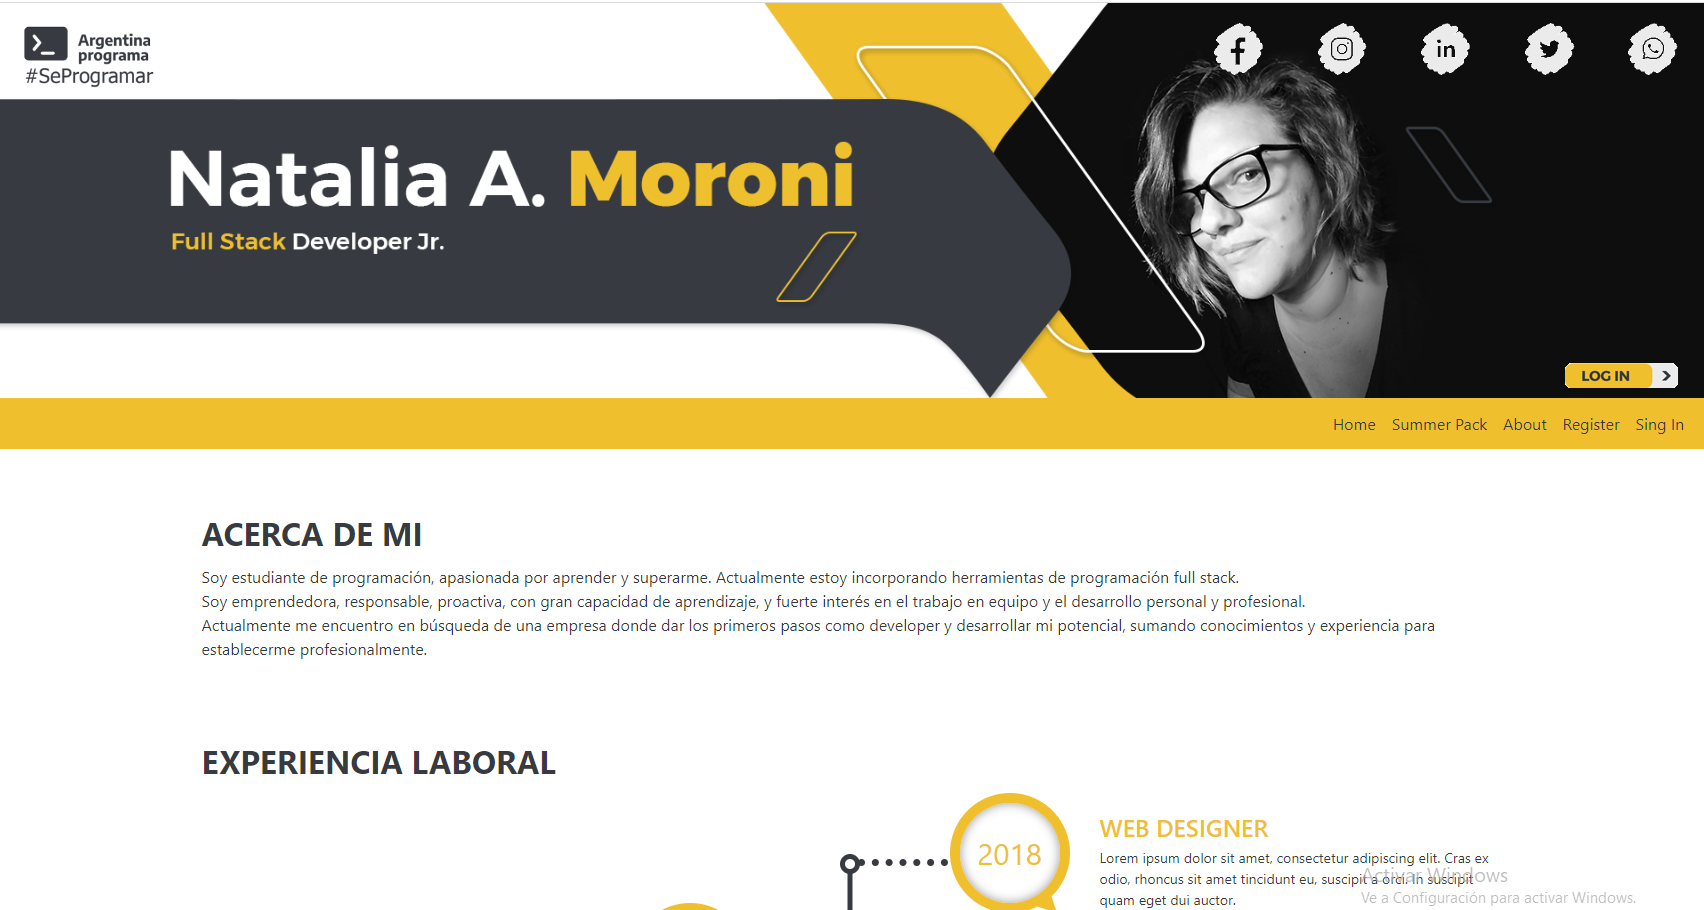 Argentina
programa
#SeProgramar
Natalia A. Moroni
Full Stack Developer Jr.
LOG IN
Home Summer Pack About Register Sing In
ACERCA DE MI
Soy estudiante de programación, apasionada por aprender y superarme. Actualmente estoy incorporando herramientas de programación full stack.
Soy emprendedora, responsable, proactiva, con gran capacidad de aprendizaje, y fuerte interés en el trabajo en equipo y el desarrollo personal y profesional.
Actualmente me encuentro en búsqueda de una empresa donde dar los primeros pasos como developer y desarrollar mi potencial, sumando conocimientos y experiencia para
establecerme profesionalmente.
EXPERIENCIA LABORAL
2018
WEB DESIGNER
Lorem ipsum dolor sit amet, consectetur adipiscing elit. Cras ex
odio, rhoncus sit amet tincidunt eu, suscipit a orci. In suscipit
quam eget dui auctor.
Activar Windows
Ve a Configuración para activar Windows.